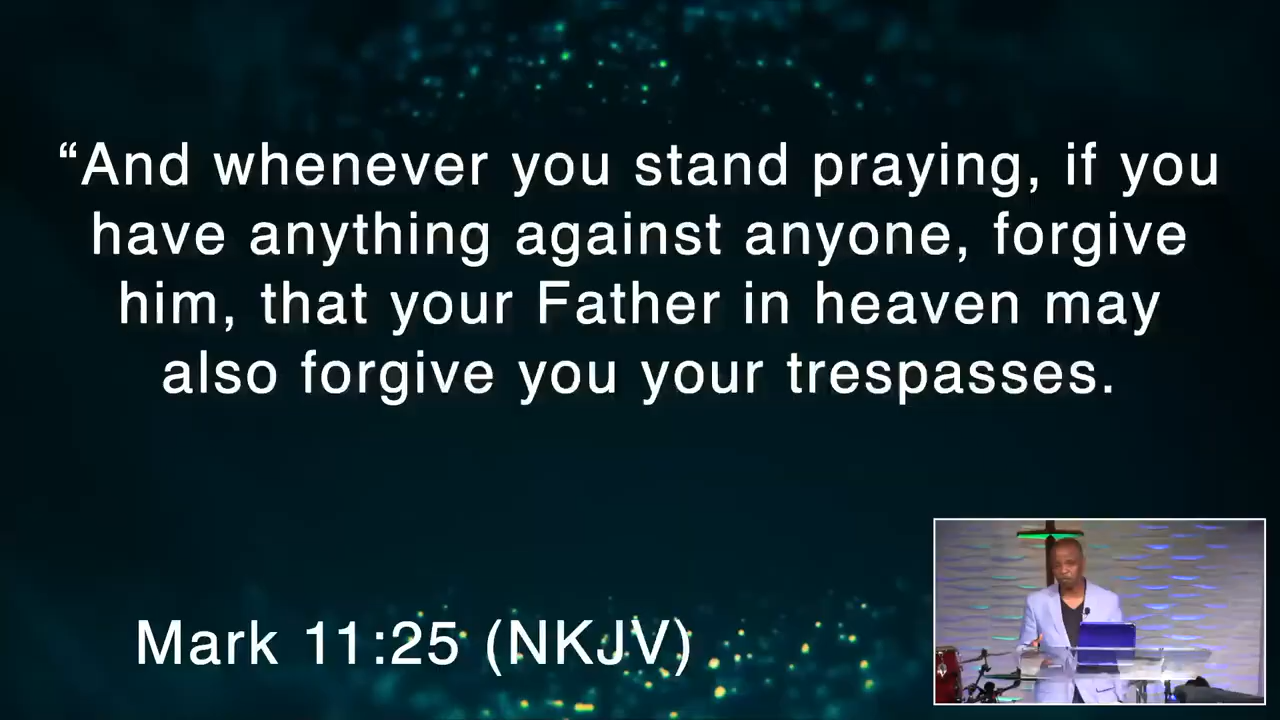 “And whenever you stand praying, if you
have anything against anyone, forgive
him, that your Father in heaven may
also forgive you your trespasses.
Mark 11:25 (NKJV)